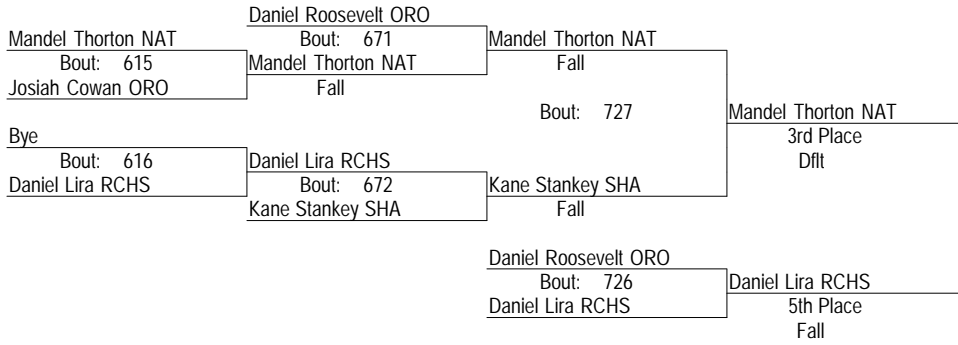 Daniel Roosevelt ORO
Mandel Thorton NAT Bout: 671 Mandel Thorton NAT
Bout: 615 Mandel Thorton NAT Fall
Josiah Cowan ORO Fall
Bout: 727 Mandel Thorton NAT
Bye 3rd Place
Bout: 616 Daniel Lira RCHS Dflt
Daniel Lira RCHS Bout: 672 Kane Stankey SHA
Kane Stankey SHA Fall
Daniel Roosevelt ORO
Bout: 726 Daniel Lira RCHS
Daniel Lira RCHS 5th Place
Fall